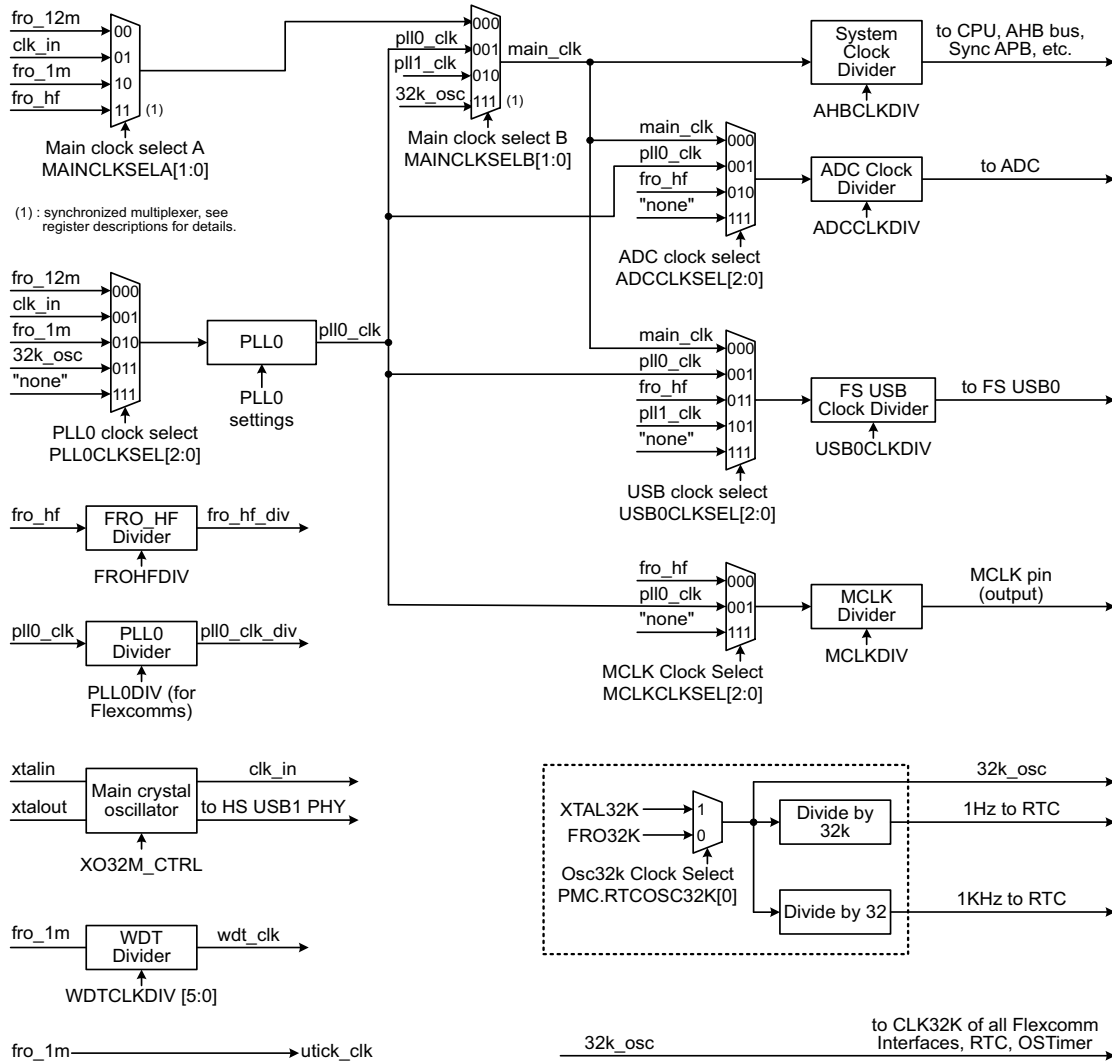 fro_12m
clk_in
fro_1m
fro_hf
00
01
10
11
(1)
Main clock select A
MAINCLKSELA[1:0]
(1) : synchronized multiplexer, see
register descriptions for details.
pll0_clk
pll1_clk
32k_osc
000
001
010
111
(1)
Main clock select B
MAINCLKSELB[1:0]
main_clk
System
Clock
Divider
AHBCLKDIV
to CPU, AHB bus,
Sync APB, etc.
main_clk
pll0_clk
fro_hf
"none"
000
001
010
111
ADC clock select
ADCCLKSEL[2:0]
ADC Clock
Divider
ADCCLKDIV
to ADC
fro_12m
clk_in
fro_1m
32k_osc
"none"
000
001
010
011
111
PLL0 clock select
PLL0CLKSEL[2:0]
PLL0
PLL0
settings
pll0_clk
main_clk
pll0_clk
fro_hf
pll1_clk
"none"
000
001
011
101
111
USB clock select
USB0CLKSEL[2:0]
FS USB
Clock Divider
USB0CLKDIV
to FS USB0
fro_hf
FRO_HF
Divider
fro_hf_div
FROHFDIV
fro_hf
pll0_clk
"none"
000
001
111
MCLK Clock Select
MCLKCLKSEL[2:0]
MCLK
Divider
MCLKDIV
MCLK pin
(output)
pll0_clk
PLL0
Divider
pll0_clk_div
PLL0DIV (for
Flexcomms)
xtalin
xtalout
Main crystal
oscillator
clk_in
to HS USB1 PHY
XO32M_CTRL
XTAL32K
FRO32K
1
0
Osc32k Clock Select
PMC.RTCOSC32K[0]
Divide by
32k
Divide by 32
32k_osc
1Hz to RTC
1KHz to RTC
fro_1m
WDT
Divider
wdt_clk
WDTCLKDIV [5:0]
fro_1m
utick_clk
32k_osc
to CLK32K of all Flexcomm
Interfaces, RTC, OSTimer